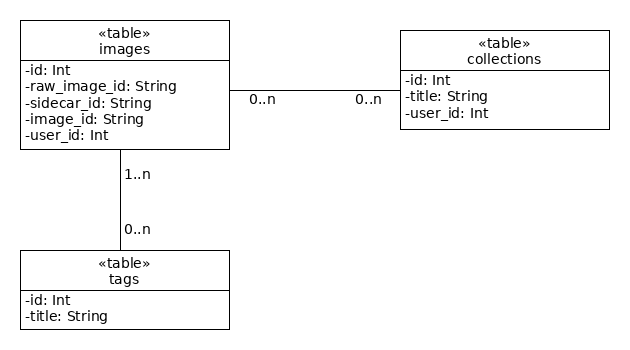 «table»
images
-id: Int
-raw_image_id: String
-sidecar_id: String
-image_id: String
-user_id: Int
0..n
0..n
«table»
collections
-id: Int
-title: String
-user_id: Int
1..n
0..n
«table»
tags
-id: Int
-title: String